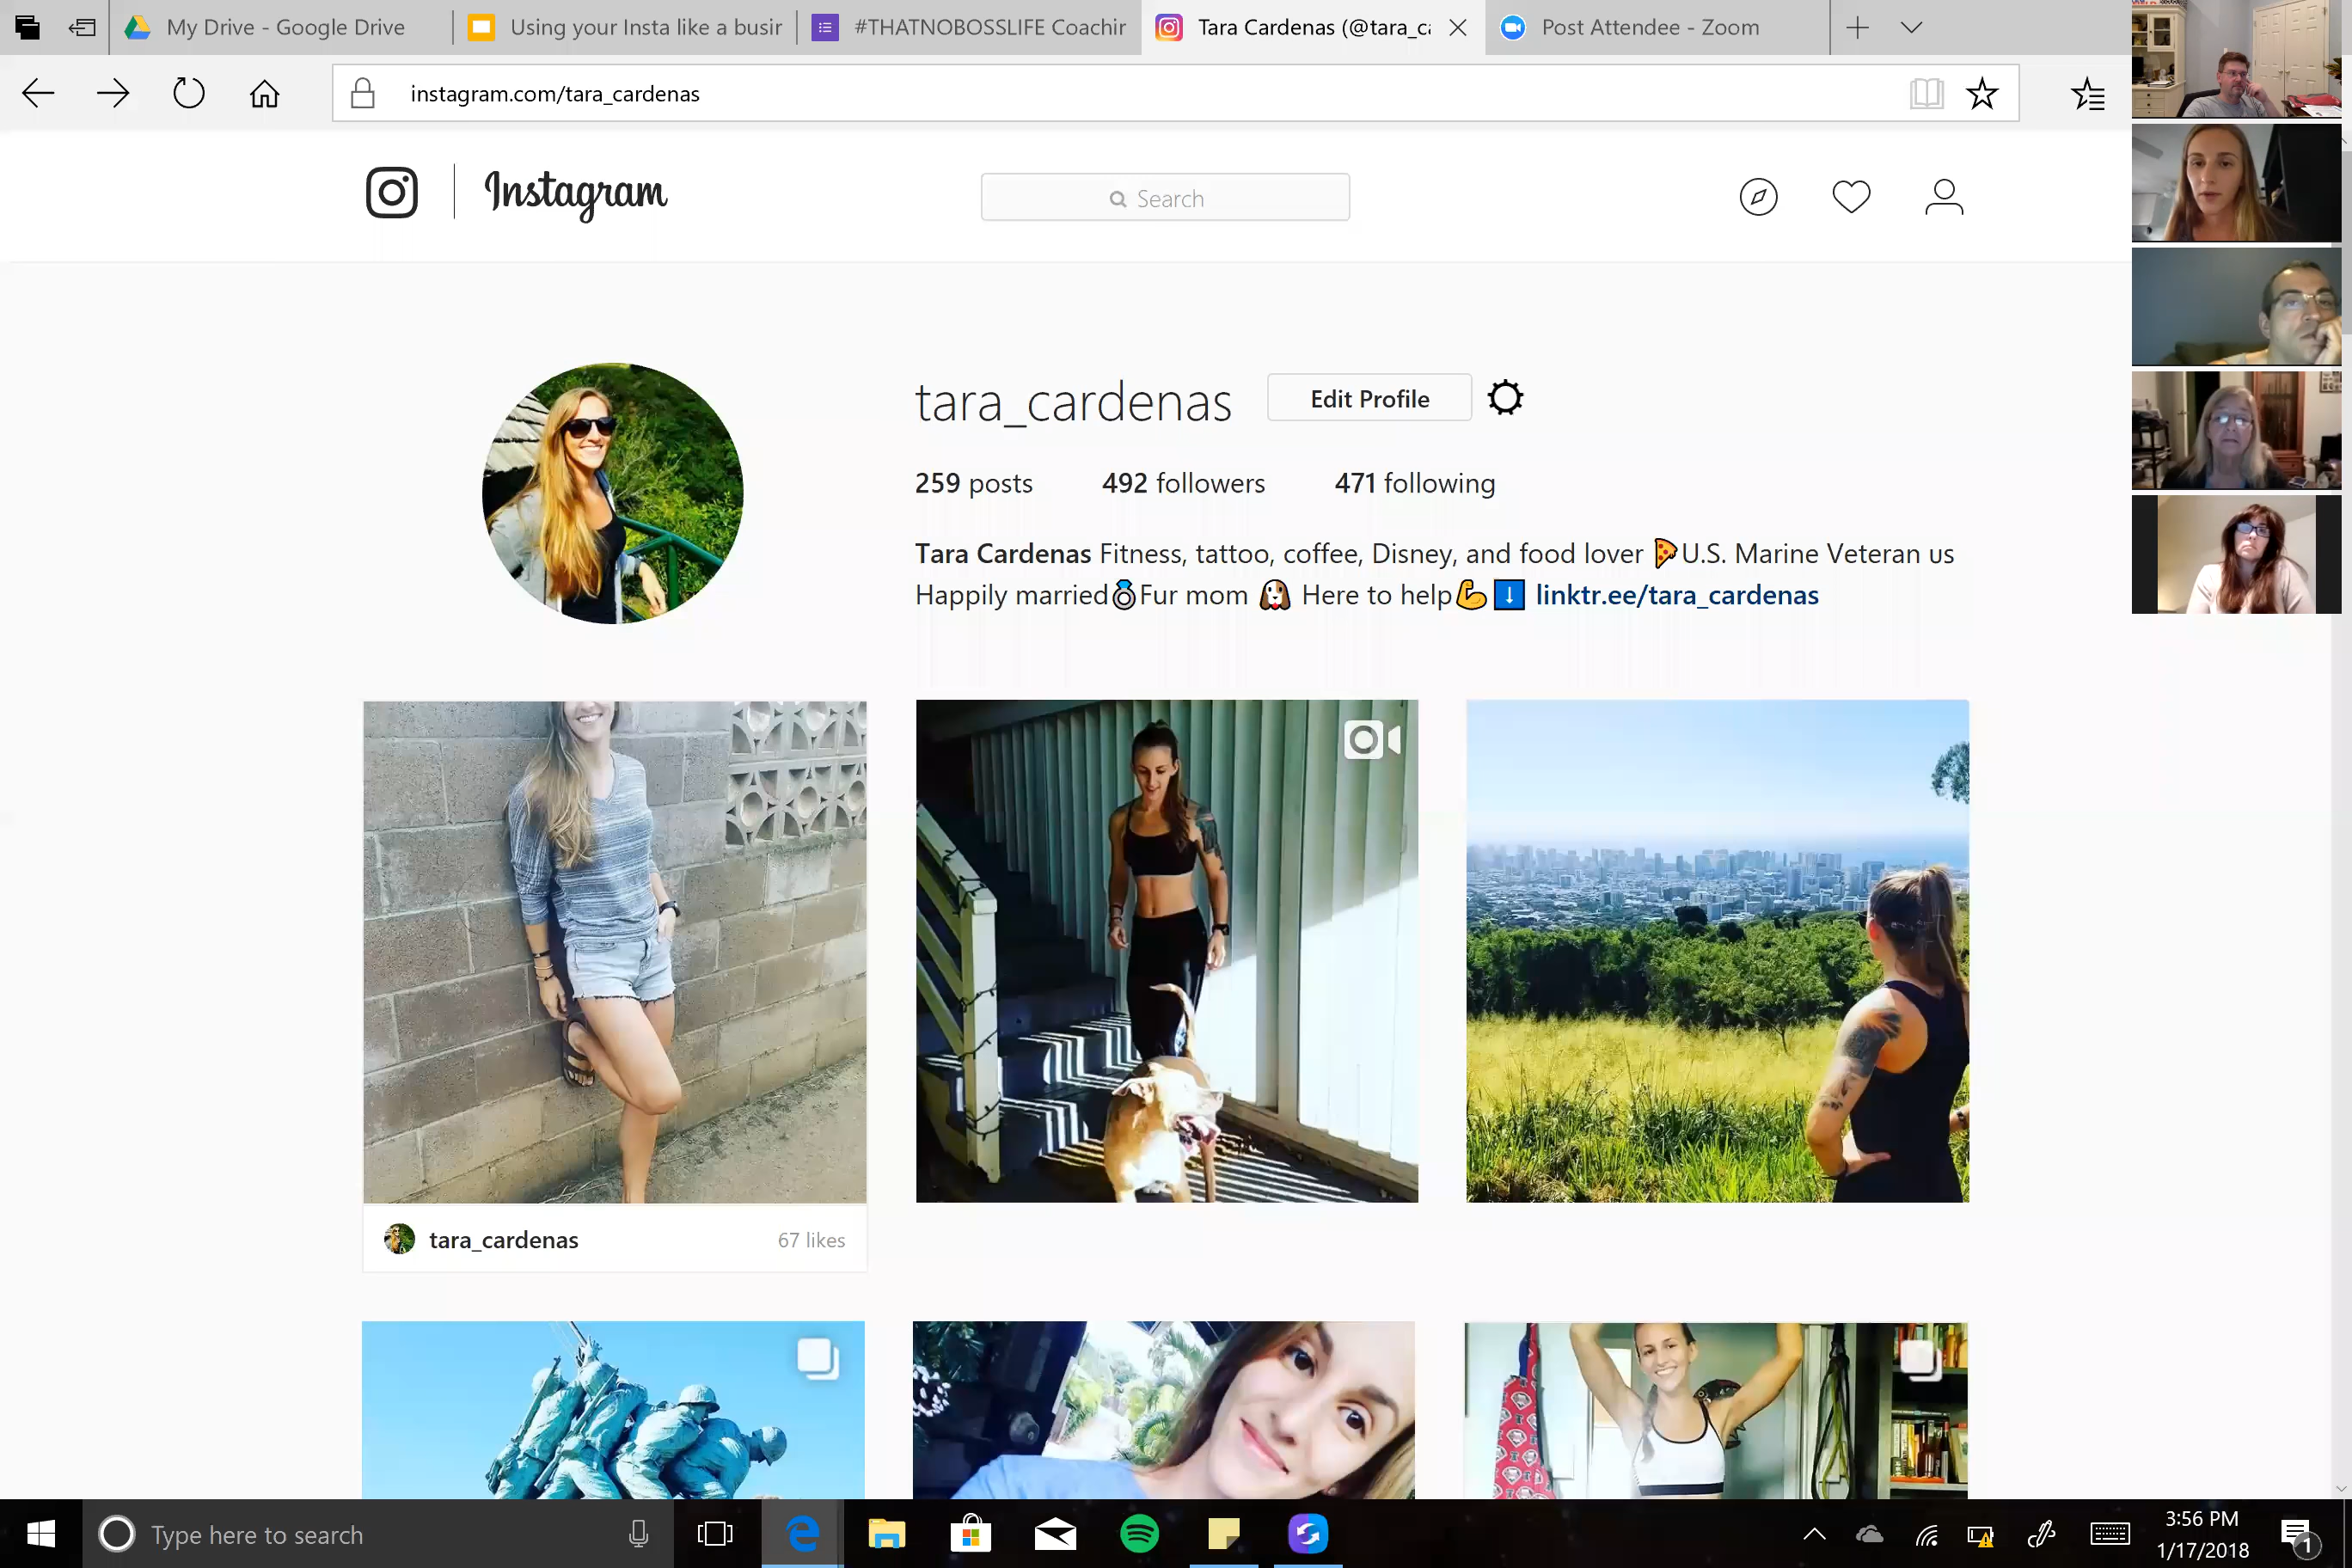 My Drive - Google Drive
Using your Insta like a busir
#THATNOBOSSLIFE Coachir
Tara Cardenas (@tara_ca
Post Attendee - Zoom
instagram.com/tara_cardenas
Instagram
Search
tara_cardenas
Edit Profile
259 posts 492 followers 471 following
Tara Cardenas Fitness, tattoo, coffee, Disney, and food lover 🍕U.S. Marine Veteran us
Happily married💍Fur mom 🐶 Here to help💪⬇️ linktr.ee/tara_cardenas
tara_cardenas 67 likes
Type here to search
3:56 PM
1/17/2018
1